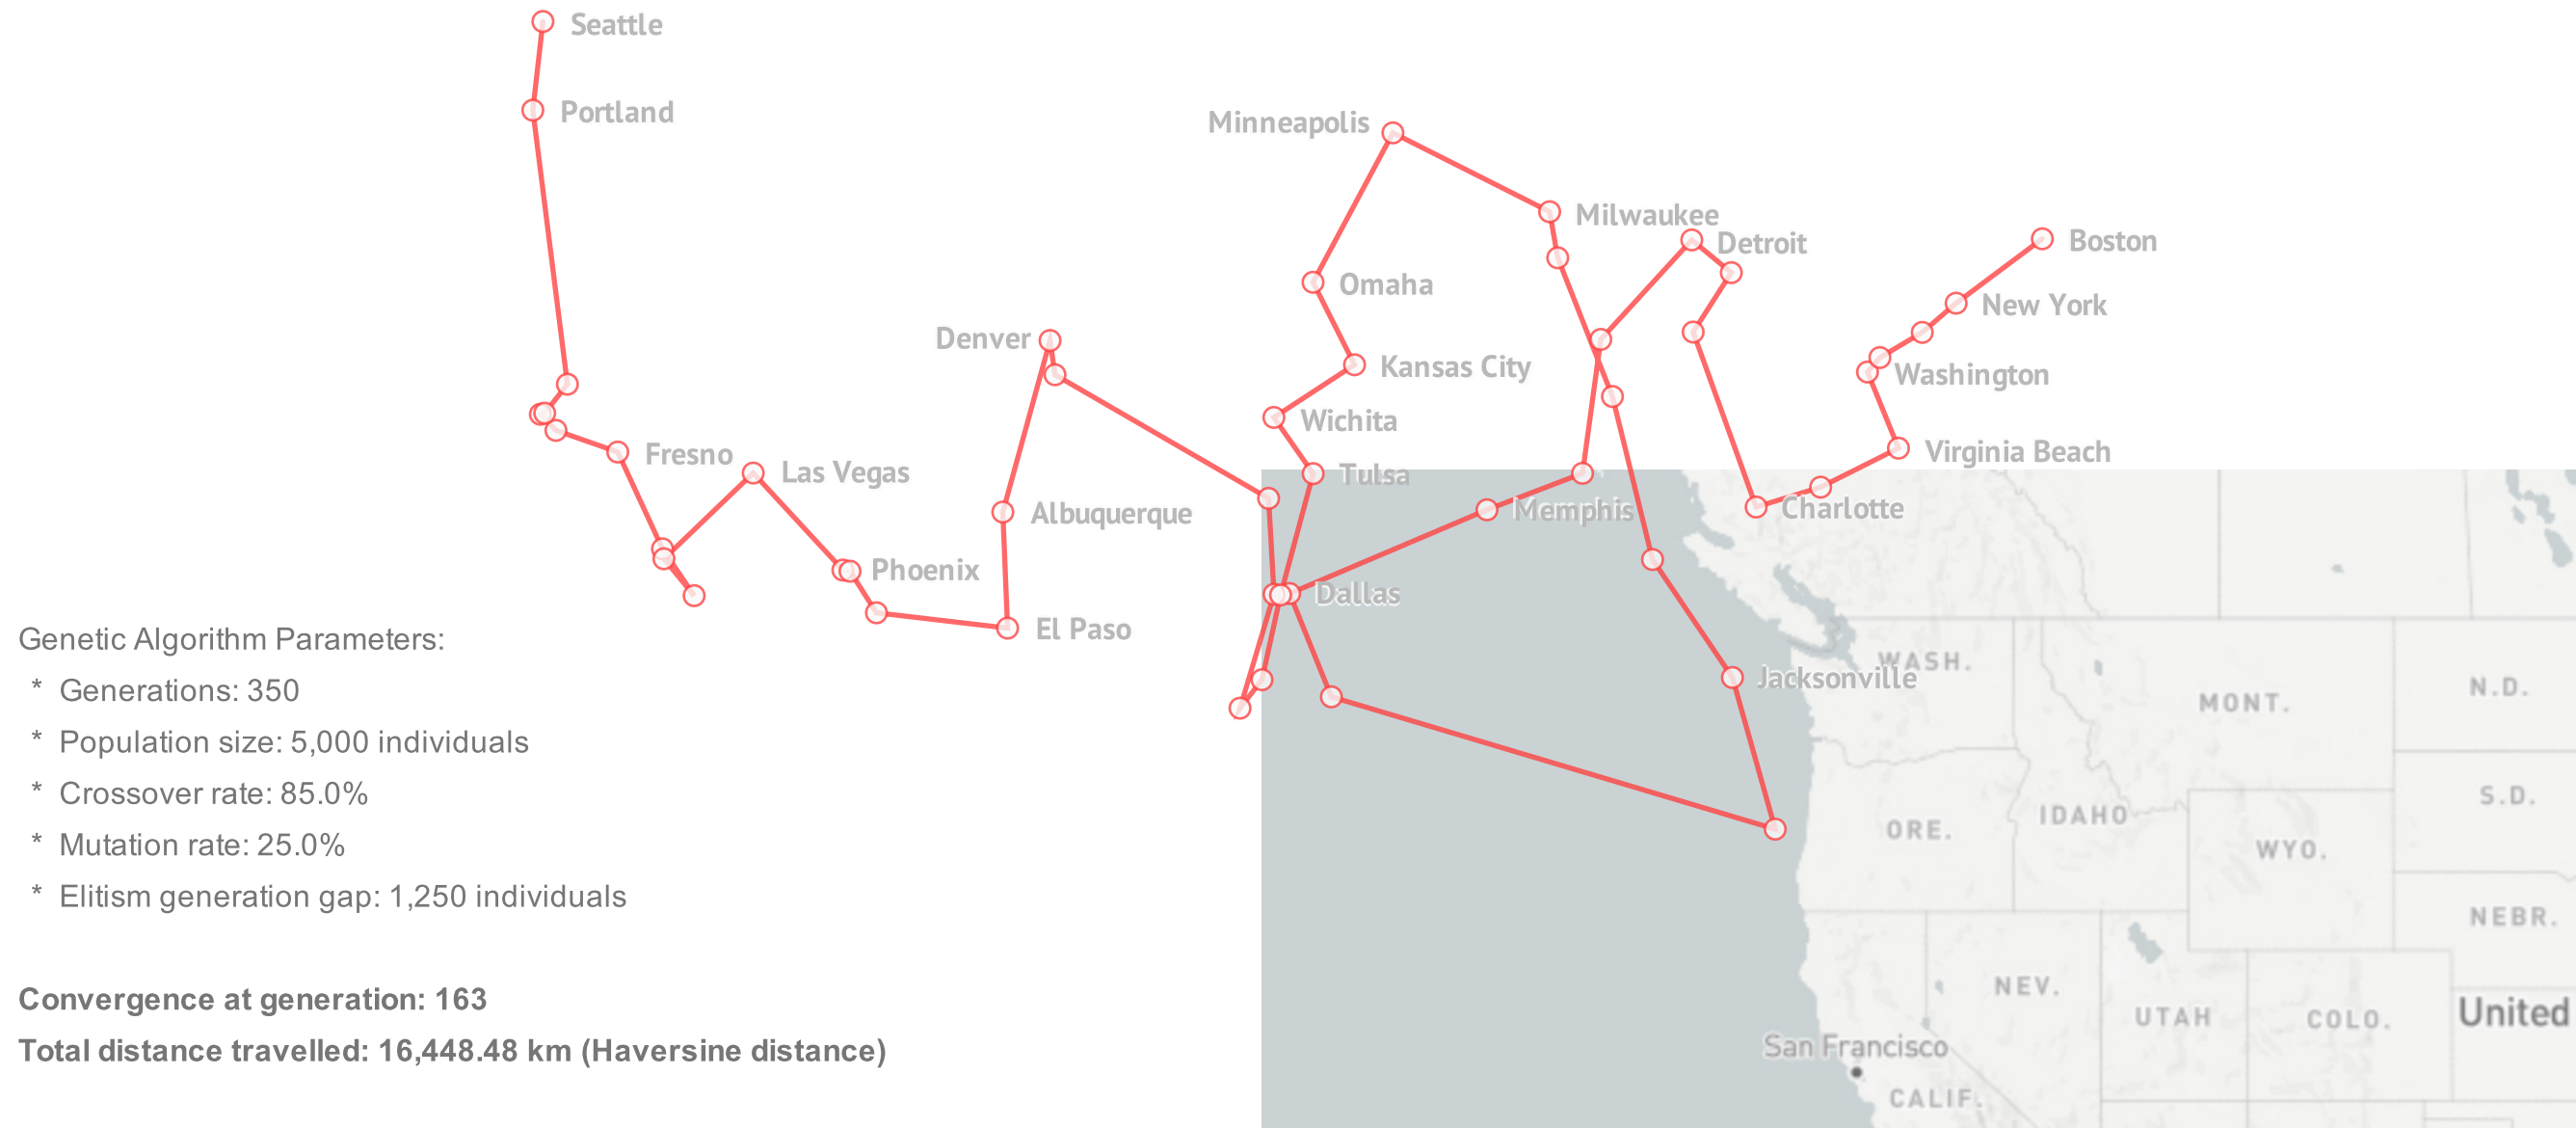 Seattle
Portland
Minneapolis
Milwaukee
Detroit
Boston
Omaha
New York
Denver
Kansas City
Washington
Wichita
Virginia Beach
Fresno
Las Vegas
Tulsa
Albuquerque
Memphis
Charlotte
Phoenix
Dallas
El Paso
Jacksonville
WASH.
MONT.
N.D.
S.D.
ORE.
IDAHO
WYO.
NEBR.
NEV.
UTAH
COLO.
United
San Francisco
CALIF.
Genetic Algorithm Parameters:
* Generations: 350
* Population size: 5,000 individuals
* Crossover rate: 85.0%
* Mutation rate: 25.0%
* Elitism generation gap: 1,250 individuals
Convergence at generation: 163
Total distance travelled: 16,448.48 km (Haversine distance)